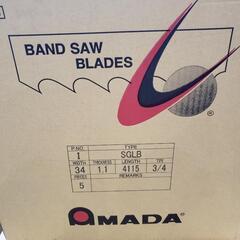 BAND SAW
BLADES
P.NO. TYPE
1 SGLB
WIDTH THICKNESS LENGTH TPI
34 1.1 4115 3/4
PIECES REMARKS
5
AMADA